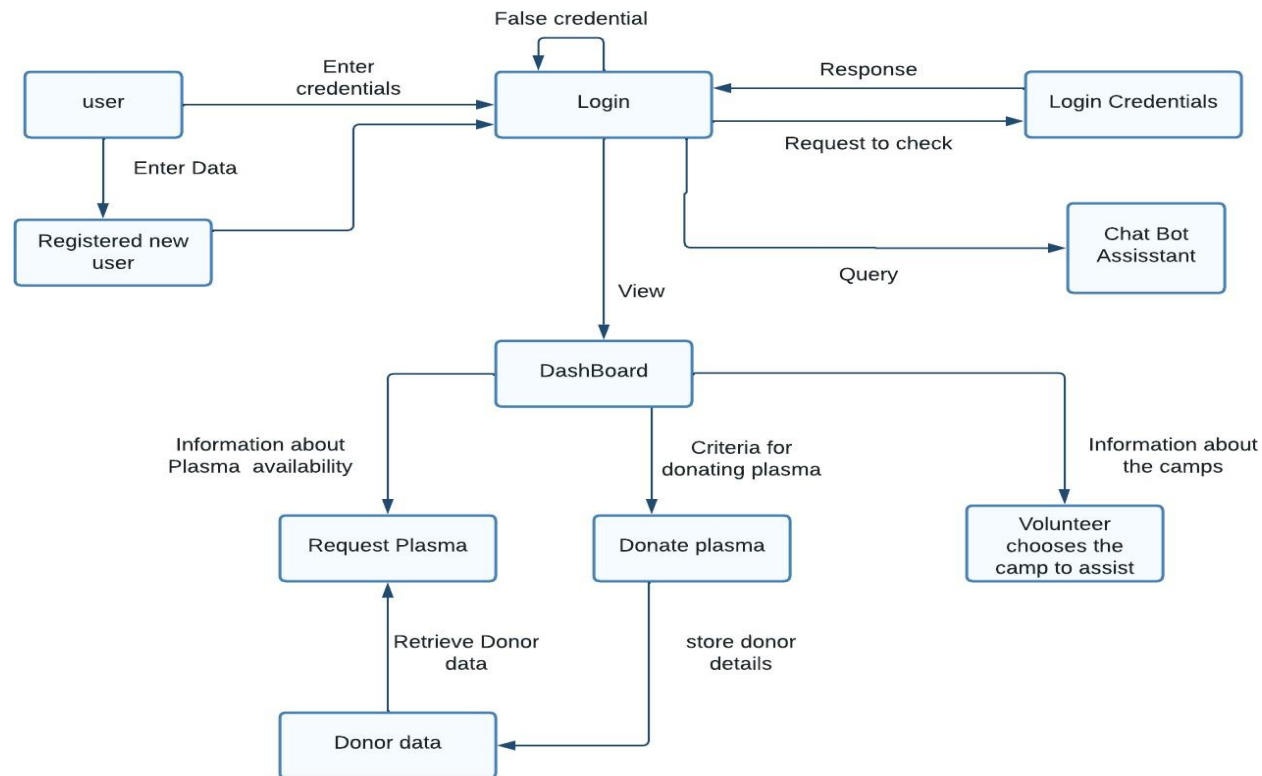 False credential
user
Enter
credentials
Login
Response
Login Credentials
Request to check
Enter Data
Registered new
user
Chat Bot
Assisstant
Query
View
DashBoard
Information about
Plasma availability
Criteria for
donating plasma
Information about
the camps
Request Plasma
Donate plasma
Volunteer
chooses the
camp to assist
Retrieve Donor
data
store donor
details
Donor data